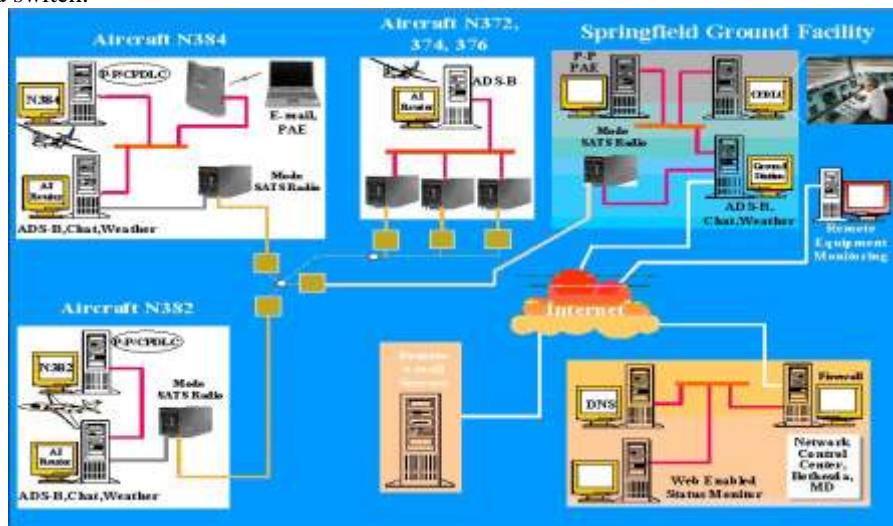 switch.
Aircraft N384
P-P/CPDLC
N384
E-mail,
PAE
AI
Router
Mode
SATS Radio
ADS-B,Chat,Weather
Aircraft N372,
374, 376
ADS-B
AI
Router
Springfield Ground Facility
P-P
PAE
CPDLC
Mode
SATS Radio
Ground
Station
ADS-B,
Chat,Weather
Remote
Equipment
Monitoring
Internet
Aircraft N382
P-P/CPDLC
N382
Mode
SATS Radio
AI
Router
ADS-B,Chat,Weather
DNS
Firewall
Web Enabled
Status Monitor
Network
Control
Center,
MD